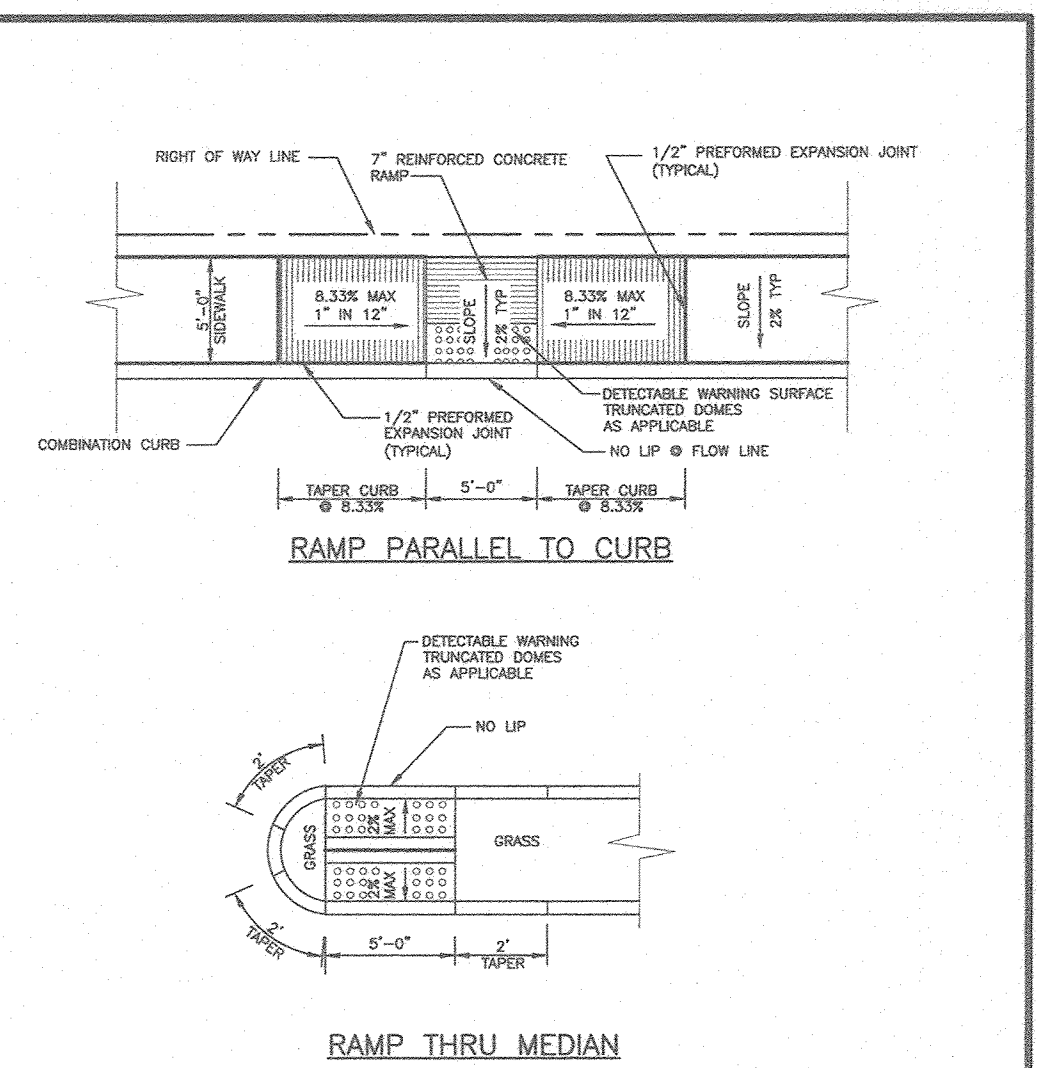 RIGHT OF WAY LINE
7" REINFORCED CONCRETE
RAMP
1/2" PREFORMED EXPANSION JOINT
(TYPICAL)
5'-0"
SIDEWALK
8.33% MAX
1" IN 12"
SLOPE
2% TYP
8.33% MAX
1" IN 12"
SLOPE
2% TYP
DETECTABLE WARNING SURFACE
TRUNCATED DOMES
AS APPLICABLE
1/2" PREFORMED
EXPANSION JOINT
(TYPICAL)
COMBINATION CURB
NO LIP @ FLOW LINE
TAPER CURB
@ 8.33%
5'-0"
TAPER CURB
@ 8.33%
RAMP PARALLEL TO CURB
DETECTABLE WARNING
TRUNCATED DOMES
AS APPLICABLE
NO LIP
2'
TAPER
2%
MAX
GRASS
GRASS
2%
MAX
2'
TAPER
5'-0"
2'
TAPER
RAMP THRU MEDIAN